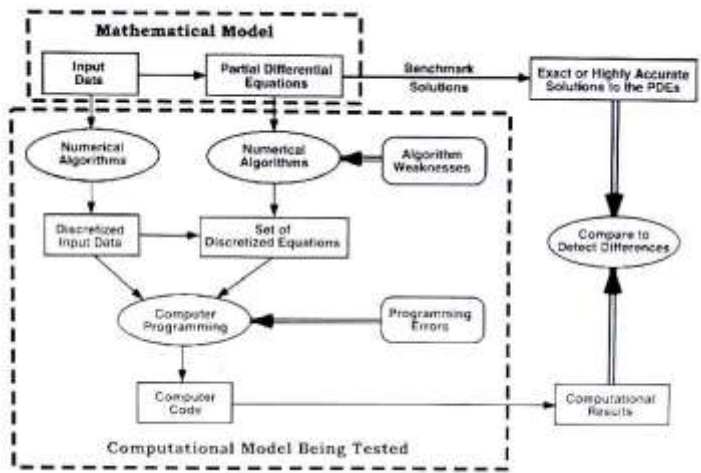 Mathematical Model
Input
Data
Partial Differential
Equations
Benchmark
Solutions
Exact or Highly Accurate
Solutions to the PDEs
Numerical
Algorithms
Numerical
Algorithms
Algorithm
Weaknesses
Discretized
Input Data
Set of
Discretized Equations
Compare to
Detect Differences
Computer
Programming
Programming
Errors
Computer
Code
Computational
Results
Computational Model Being Tested